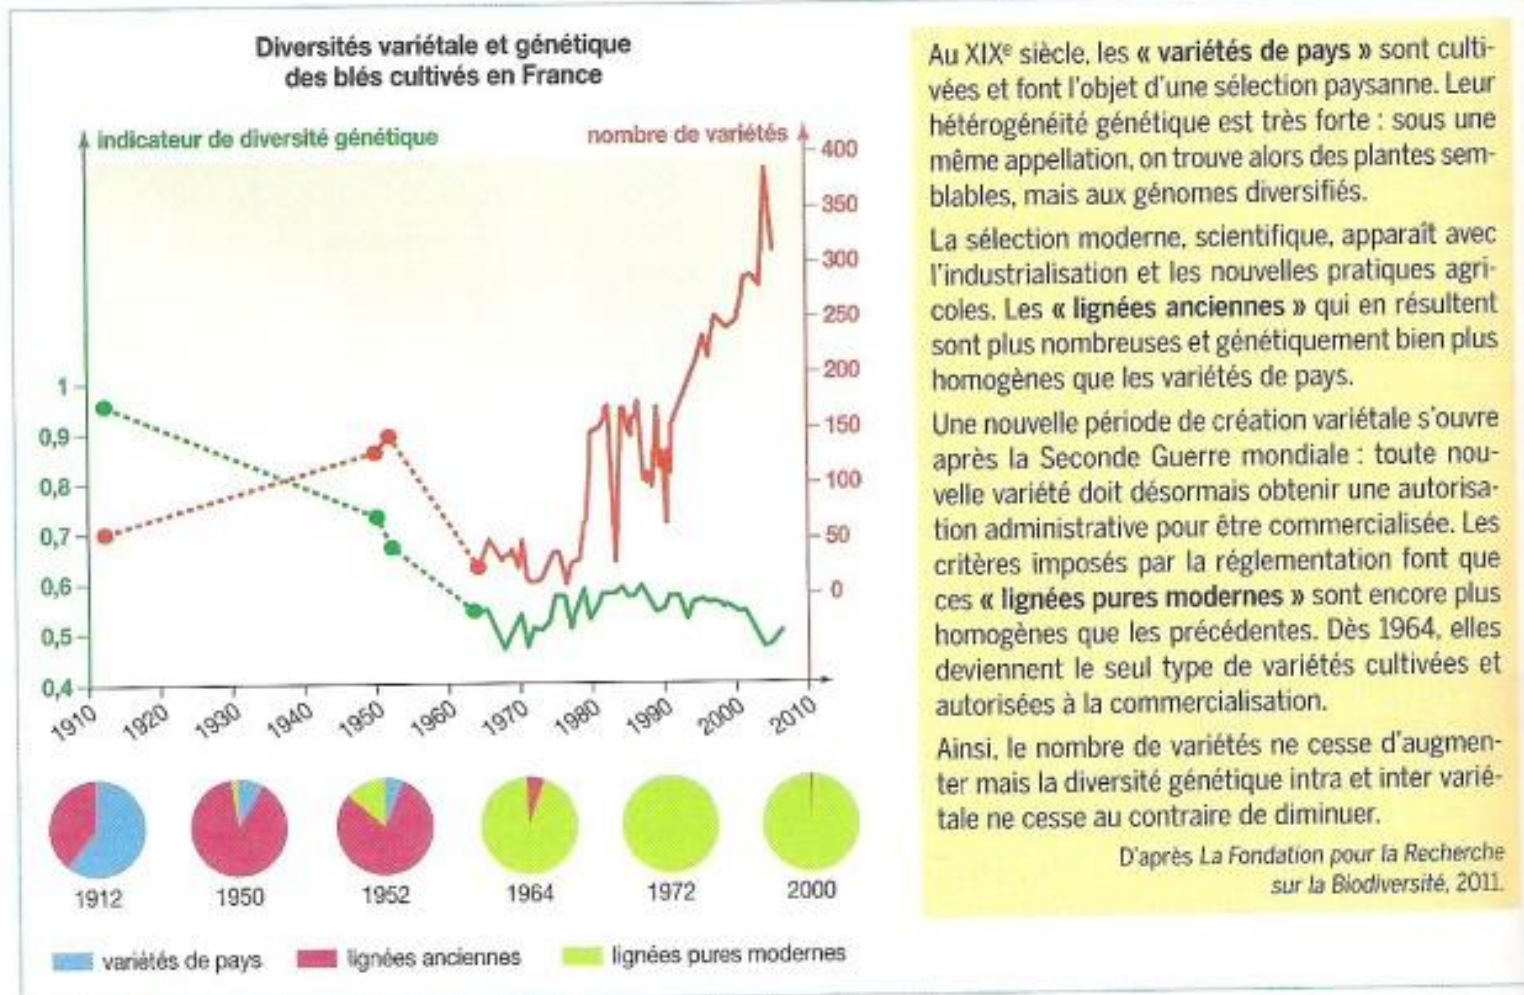 Diversités variétale et génétique
des blés cultivés en France
indicateur de diversité génétique
nombre de variétés
1
0,9
0,8
0,7
0,6
0,5
0,4
400
350
300
250
200
150
100
50
0
1910
1920
1930
1940
1950
1960
1970
1980
1990
2000
2010
1912
1950
1952
1964
1972
2000
variétés de pays
lignées anciennes
lignées pures modernes
Au XIXe siècle, les « variétés de pays » sont culti-
vées et font l'objet d'une sélection paysanne. Leur
hétérogénéité génétique est très forte : sous une
même appellation, on trouve alors des plantes sem-
blables, mais aux génomes diversifiés.
La sélection moderne, scientifique, apparaît avec
l'industrialisation et les nouvelles pratiques agri-
coles. Les « lignées anciennes » qui en résultent
sont plus nombreuses et génétiquement bien plus
homogènes que les variétés de pays.
Une nouvelle période de création variétale s'ouvre
après la Seconde Guerre mondiale : toute nou-
velle variété doit désormais obtenir une autorisa-
tion administrative pour être commercialisée. Les
critères imposés par la réglementation font que
ces « lignées pures modernes » sont encore plus
homogènes que les précédentes. Dès 1964, elles
deviennent le seul type de variétés cultivées et
autorisées à la commercialisation.
Ainsi, le nombre de variétés ne cesse d'augmen-
ter mais la diversité génétique intra et inter varié-
tale ne cesse au contraire de diminuer.
D'après La Fondation pour la Recherche
sur la Biodiversité, 2011.